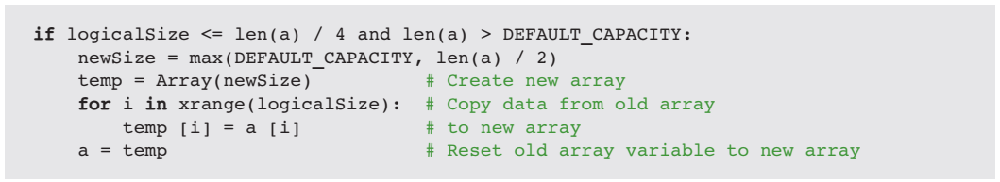 if logicalSize <= len(a) / 4 and len(a) > DEFAULT_CAPACITY:
    newSize = max(DEFAULT_CAPACITY, len(a) / 2)
    temp = Array(newSize)             # Create new array
    for i in xrange(logicalSize):  # Copy data from old array
        temp [i] = a [i]              # to new array
    a = temp                          # Reset old array variable to new array